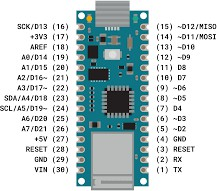 SCK/D13 (16)
+3V3 (17)
AREF (18)
A0/D14 (19)
A1/D15 (20)
A2/D16~ (21)
A3/D17~ (22)
SDA/A4/D18 (23)
SCL/A5/D19~ (24)
A6/D20 (25)
A7/D21 (26)
+5V (27)
RESET (28)
GND (29)
VIN (30)
(15) ~D12/MISO
(14) ~D11/MOSI
(13) ~D10
(12) ~D9
(11) D8
(10) D7
(9) ~D6
(8) ~D5
(7) D4
(6) ~D3
(5) ~D2
(4) GND
(3) RESET
(2) RX
(1) TX